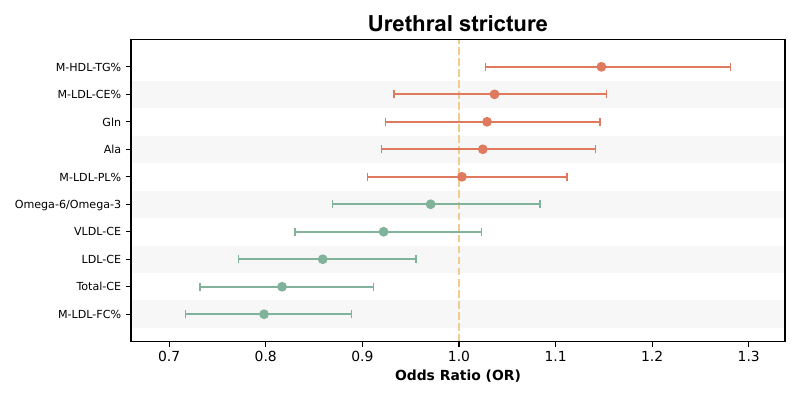 Urethral stricture
M-HDL-TG%
M-LDL-CE%
Gln
Ala
M-LDL-PL%
Omega-6/Omega-3
VLDL-CE
LDL-CE
Total-CE
M-LDL-FC%
0.7 0.8 0.9 1.0 1.1 1.2 1.3
Odds Ratio (OR)